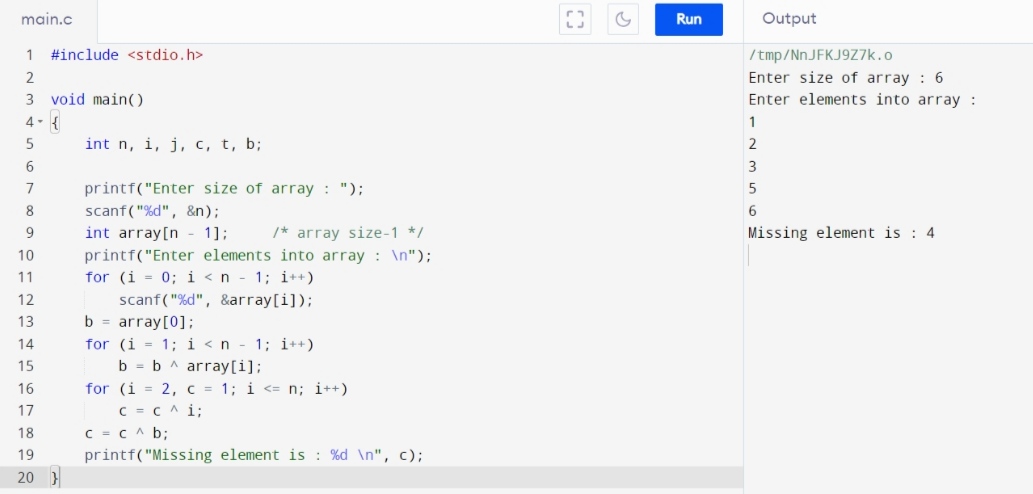 main.c
Run
Output
1 #include <stdio.h>
2
3 void main()
4 {
5     int n, i, j, c, t, b;
6
7     printf("Enter size of array : ");
8     scanf("%d", &n);
9     int array[n - 1];     /* array size-1 */
10     printf("Enter elements into array : \n");
11     for (i = 0; i < n - 1; i++)
12         scanf("%d", &array[i]);
13     b = array[0];
14     for (i = 1; i < n - 1; i++)
15         b = b ^ array[i];
16     for (i = 2, c = 1; i <= n; i++)
17         c = c ^ i;
18     c = c ^ b;
19     printf("Missing element is : %d \n", c);
20 }
/tmp/NnJFKJ9Z7k.o
Enter size of array : 6
Enter elements into array :
1
2
3
5
6
Missing element is : 4